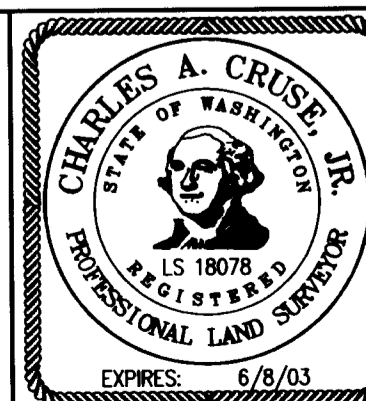 CHARLES A. CRUSE, JR.
STATE OF WASHINGTON
LS 18078
REGISTERED
PROFESSIONAL LAND SURVEYOR
EXPIRES: 6/8/03